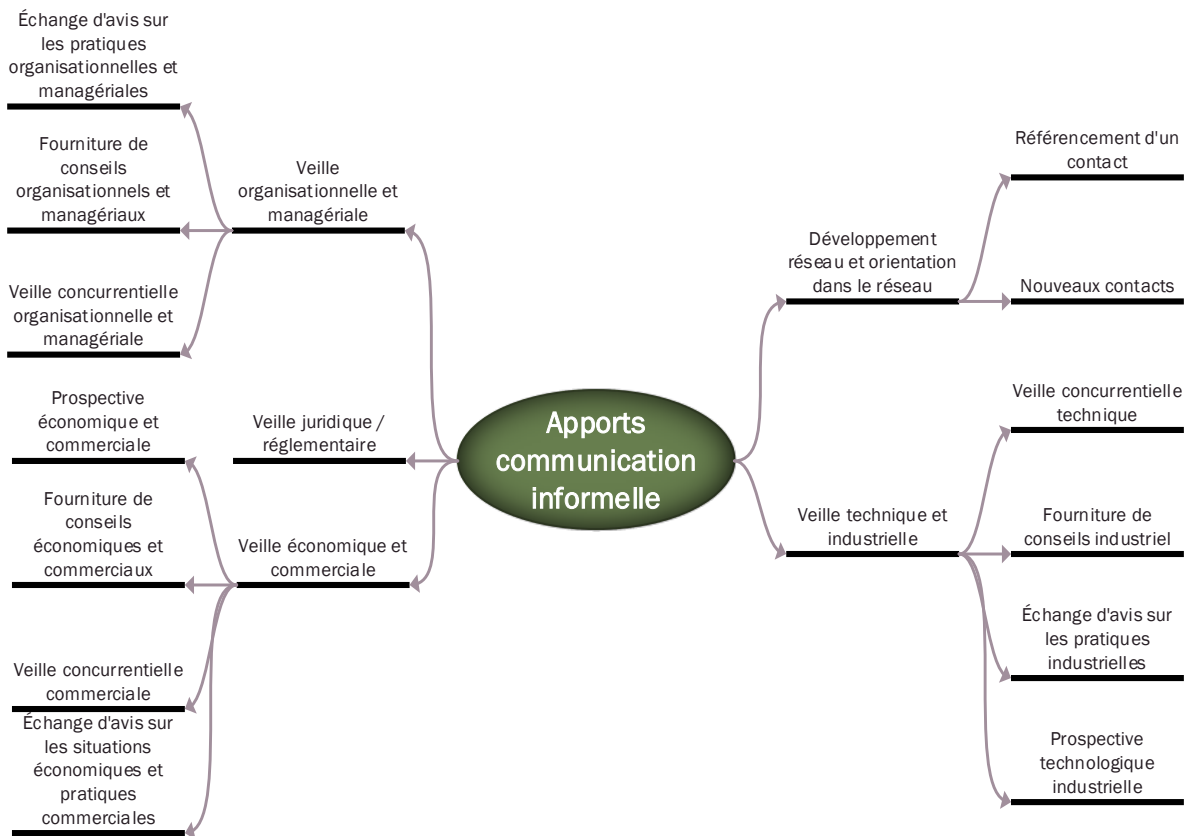 Échange d'avis sur
les pratiques
organisationnelles et
managériales
Fourniture de
conseils
organisationnels et
managériaux
Veille concurrentielle
organisationnelle et
managériale
Veille
organisationnelle et
managériale
Prospective
économique et
commerciale
Fourniture de
conseils
économiques et
commerciaux
Veille concurrentielle
commerciale
Échange d'avis sur
les situations
économiques et
pratiques
commerciales
Veille juridique /
réglementaire
Veille économique et
commerciale
Apports
communication
informelle
Développement
réseau et orientation
dans le réseau
Référencement d'un
contact
Nouveaux contacts
Veille technique et
industrielle
Veille concurrentielle
technique
Fourniture de
conseils industriel
Échange d'avis sur
les pratiques
industrielles
Prospective
technologique
industrielle